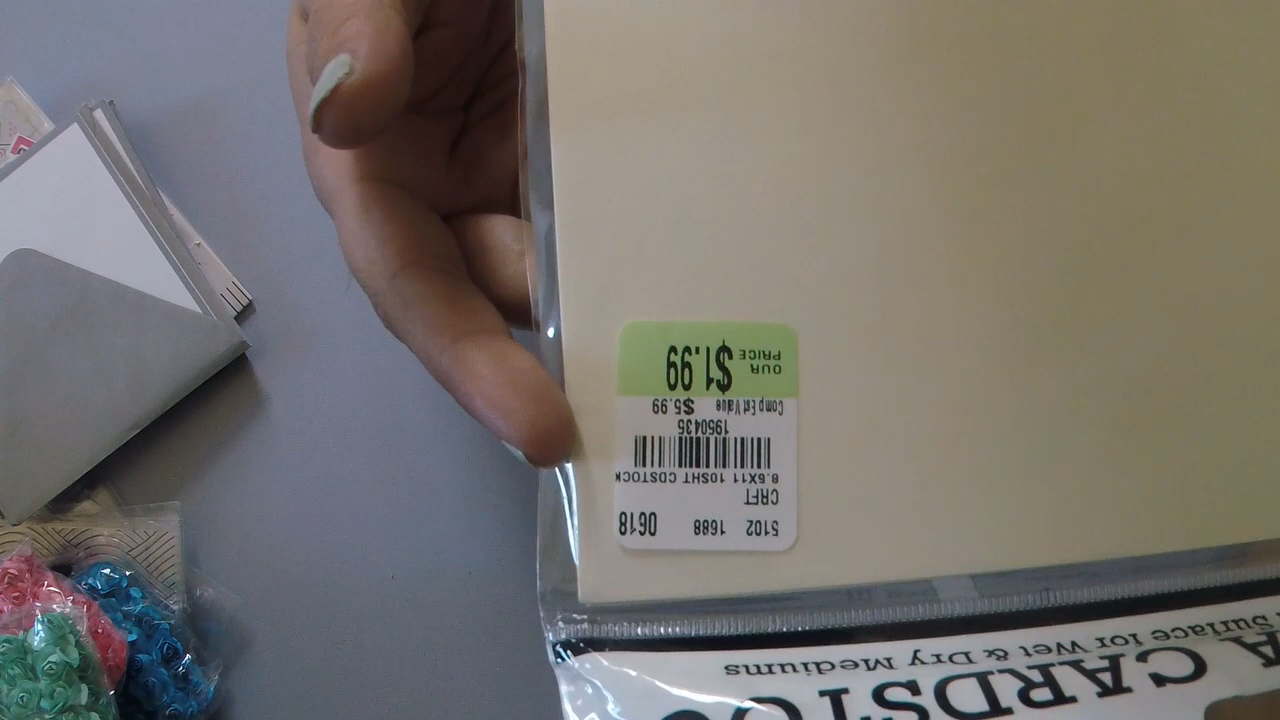 5102 1688 0618
CRFT
8.5X11 10SHT CDSTOCK
1950435
Comp Est Value $5.99
OUR PRICE $1.99
A CARDSTO
Surface for Wet & Dry Mediums